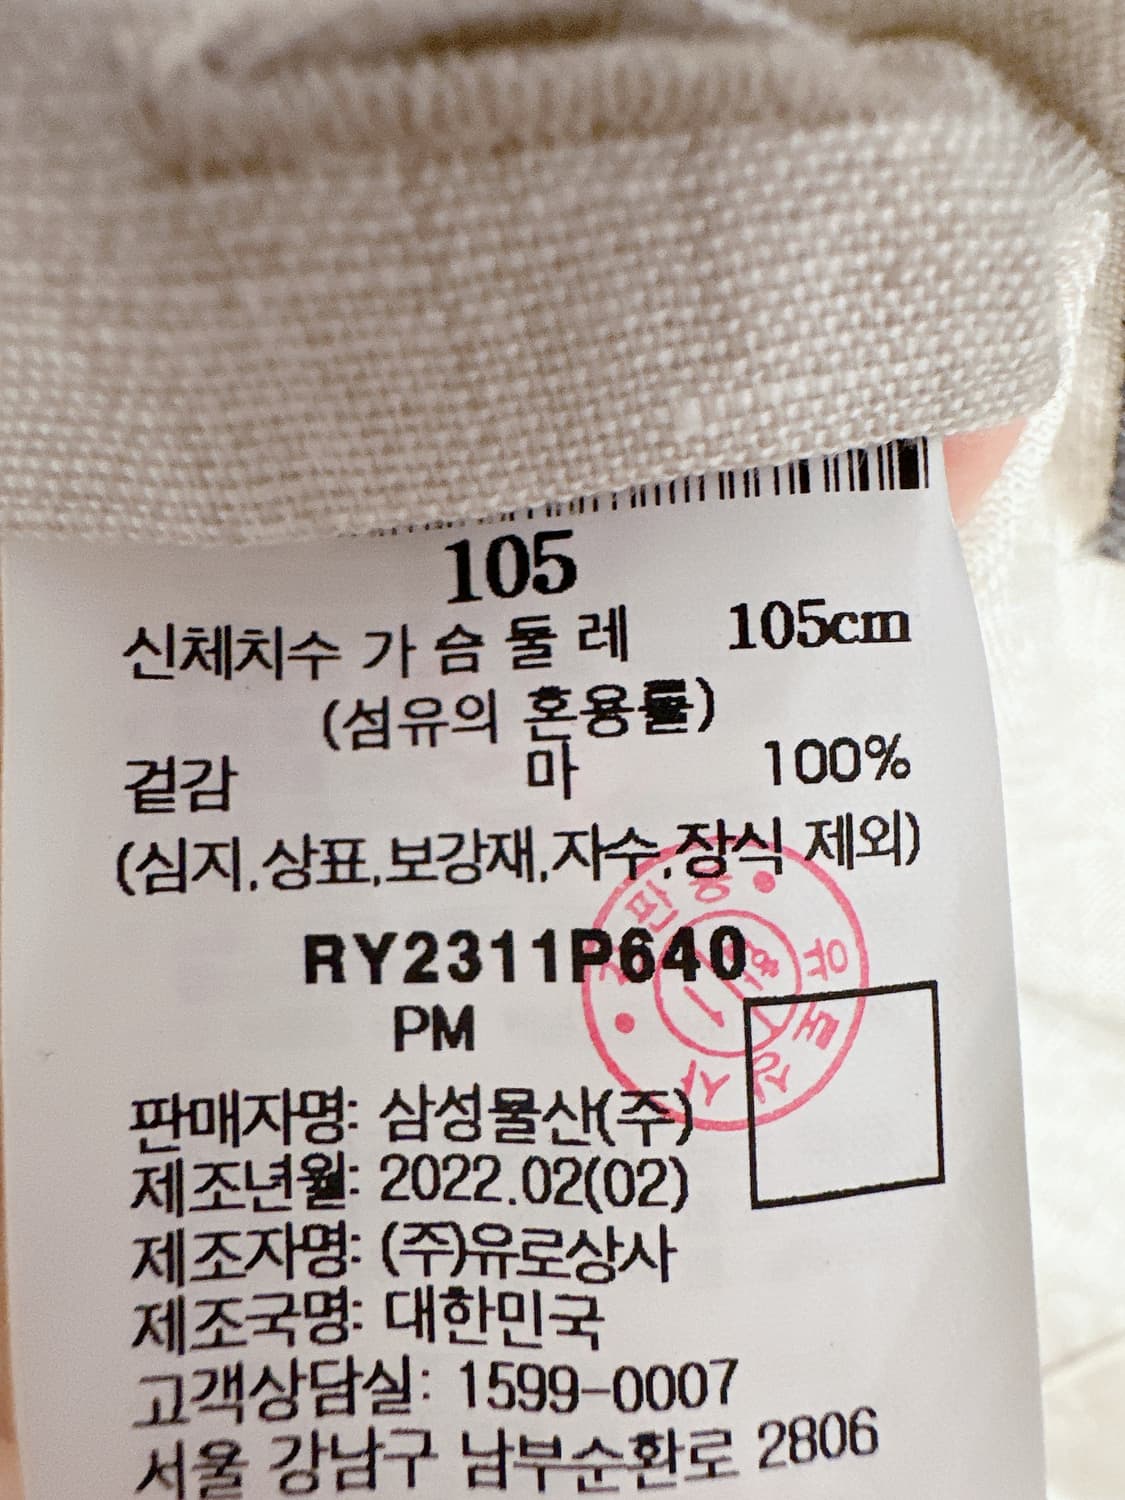 105
신체치수 가 슴 둘 레 105cm
(섬유의 혼용률)
겉감 마 100%
(심지,상표,보강재,자수,장식 제외)
RY2311P640
PM
판매자명: 삼성물산(주)
제조년월: 2022.02(02)
제조자명: (주)유로상사
제조국명: 대한민국
고객상담실: 1599-0007
서울 강남구 남부순환로 2806
유로상사